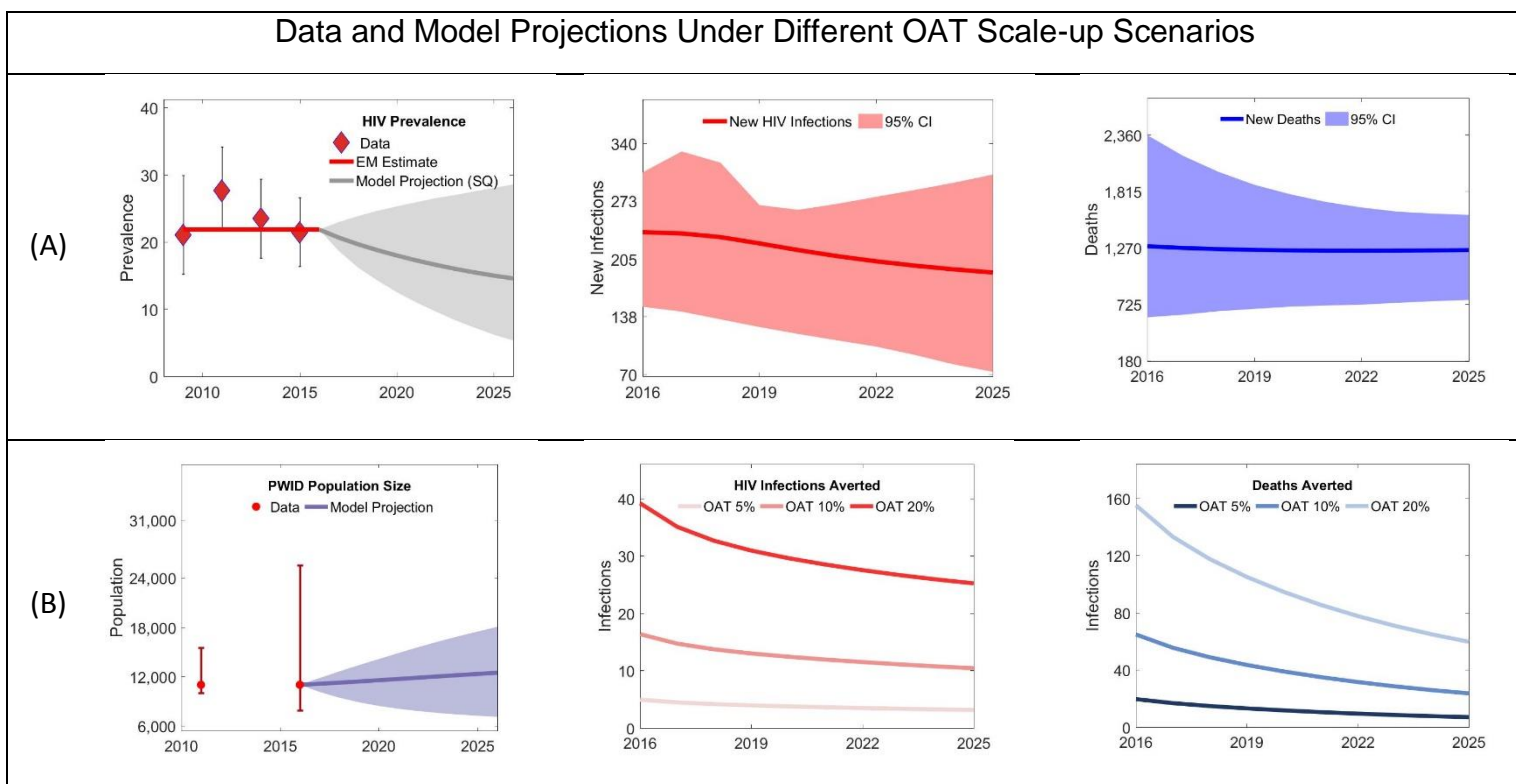 Data and Model Projections Under Different OAT Scale-up Scenarios
(A)
40
30
20
10
0
Prevalence
HIV Prevalence
Data
EM Estimate
Model Projection (SQ)
2010 2015 2020 2025
340
273
205
138
70
New Infections
New HIV Infections 95% CI
2016 2019 2022 2025
2,360
1,815
1,270
725
180
Deaths
New Deaths 95% CI
2016 2019 2022 2025
(B)
31,000
24,000
18,000
12,000
6,000
Population
PWID Population Size
Data Model Projection
2010 2015 2020 2025
40
30
20
10
0
Infections
HIV Infections Averted
OAT 5% OAT 10% OAT 20%
2016 2019 2022 2025
160
120
80
40
0
Infections
Deaths Averted
OAT 5% OAT 10% OAT 20%
2016 2019 2022 2025